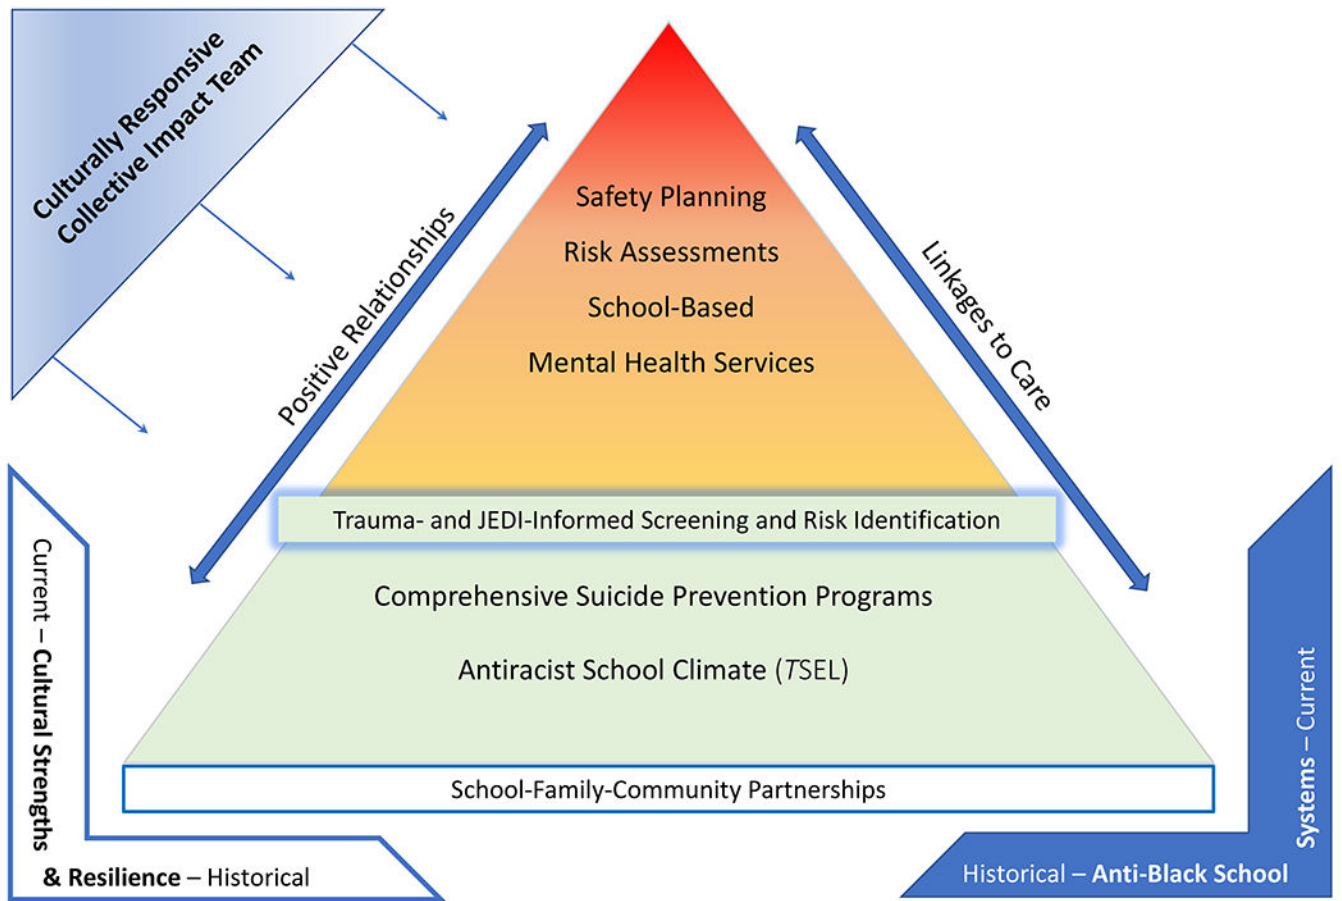 Culturally Responsive
Collective Impact Team
Positive Relationships
Linkages to Care
Safety Planning
Risk Assessments
School-Based
Mental Health Services
Trauma- and JEDI-Informed Screening and Risk Identification
Comprehensive Suicide Prevention Programs
Antiracist School Climate (TSEL)
School-Family-Community Partnerships
Current – Cultural Strengths
& Resilience – Historical
Historical – Anti-Black School
Systems – Current